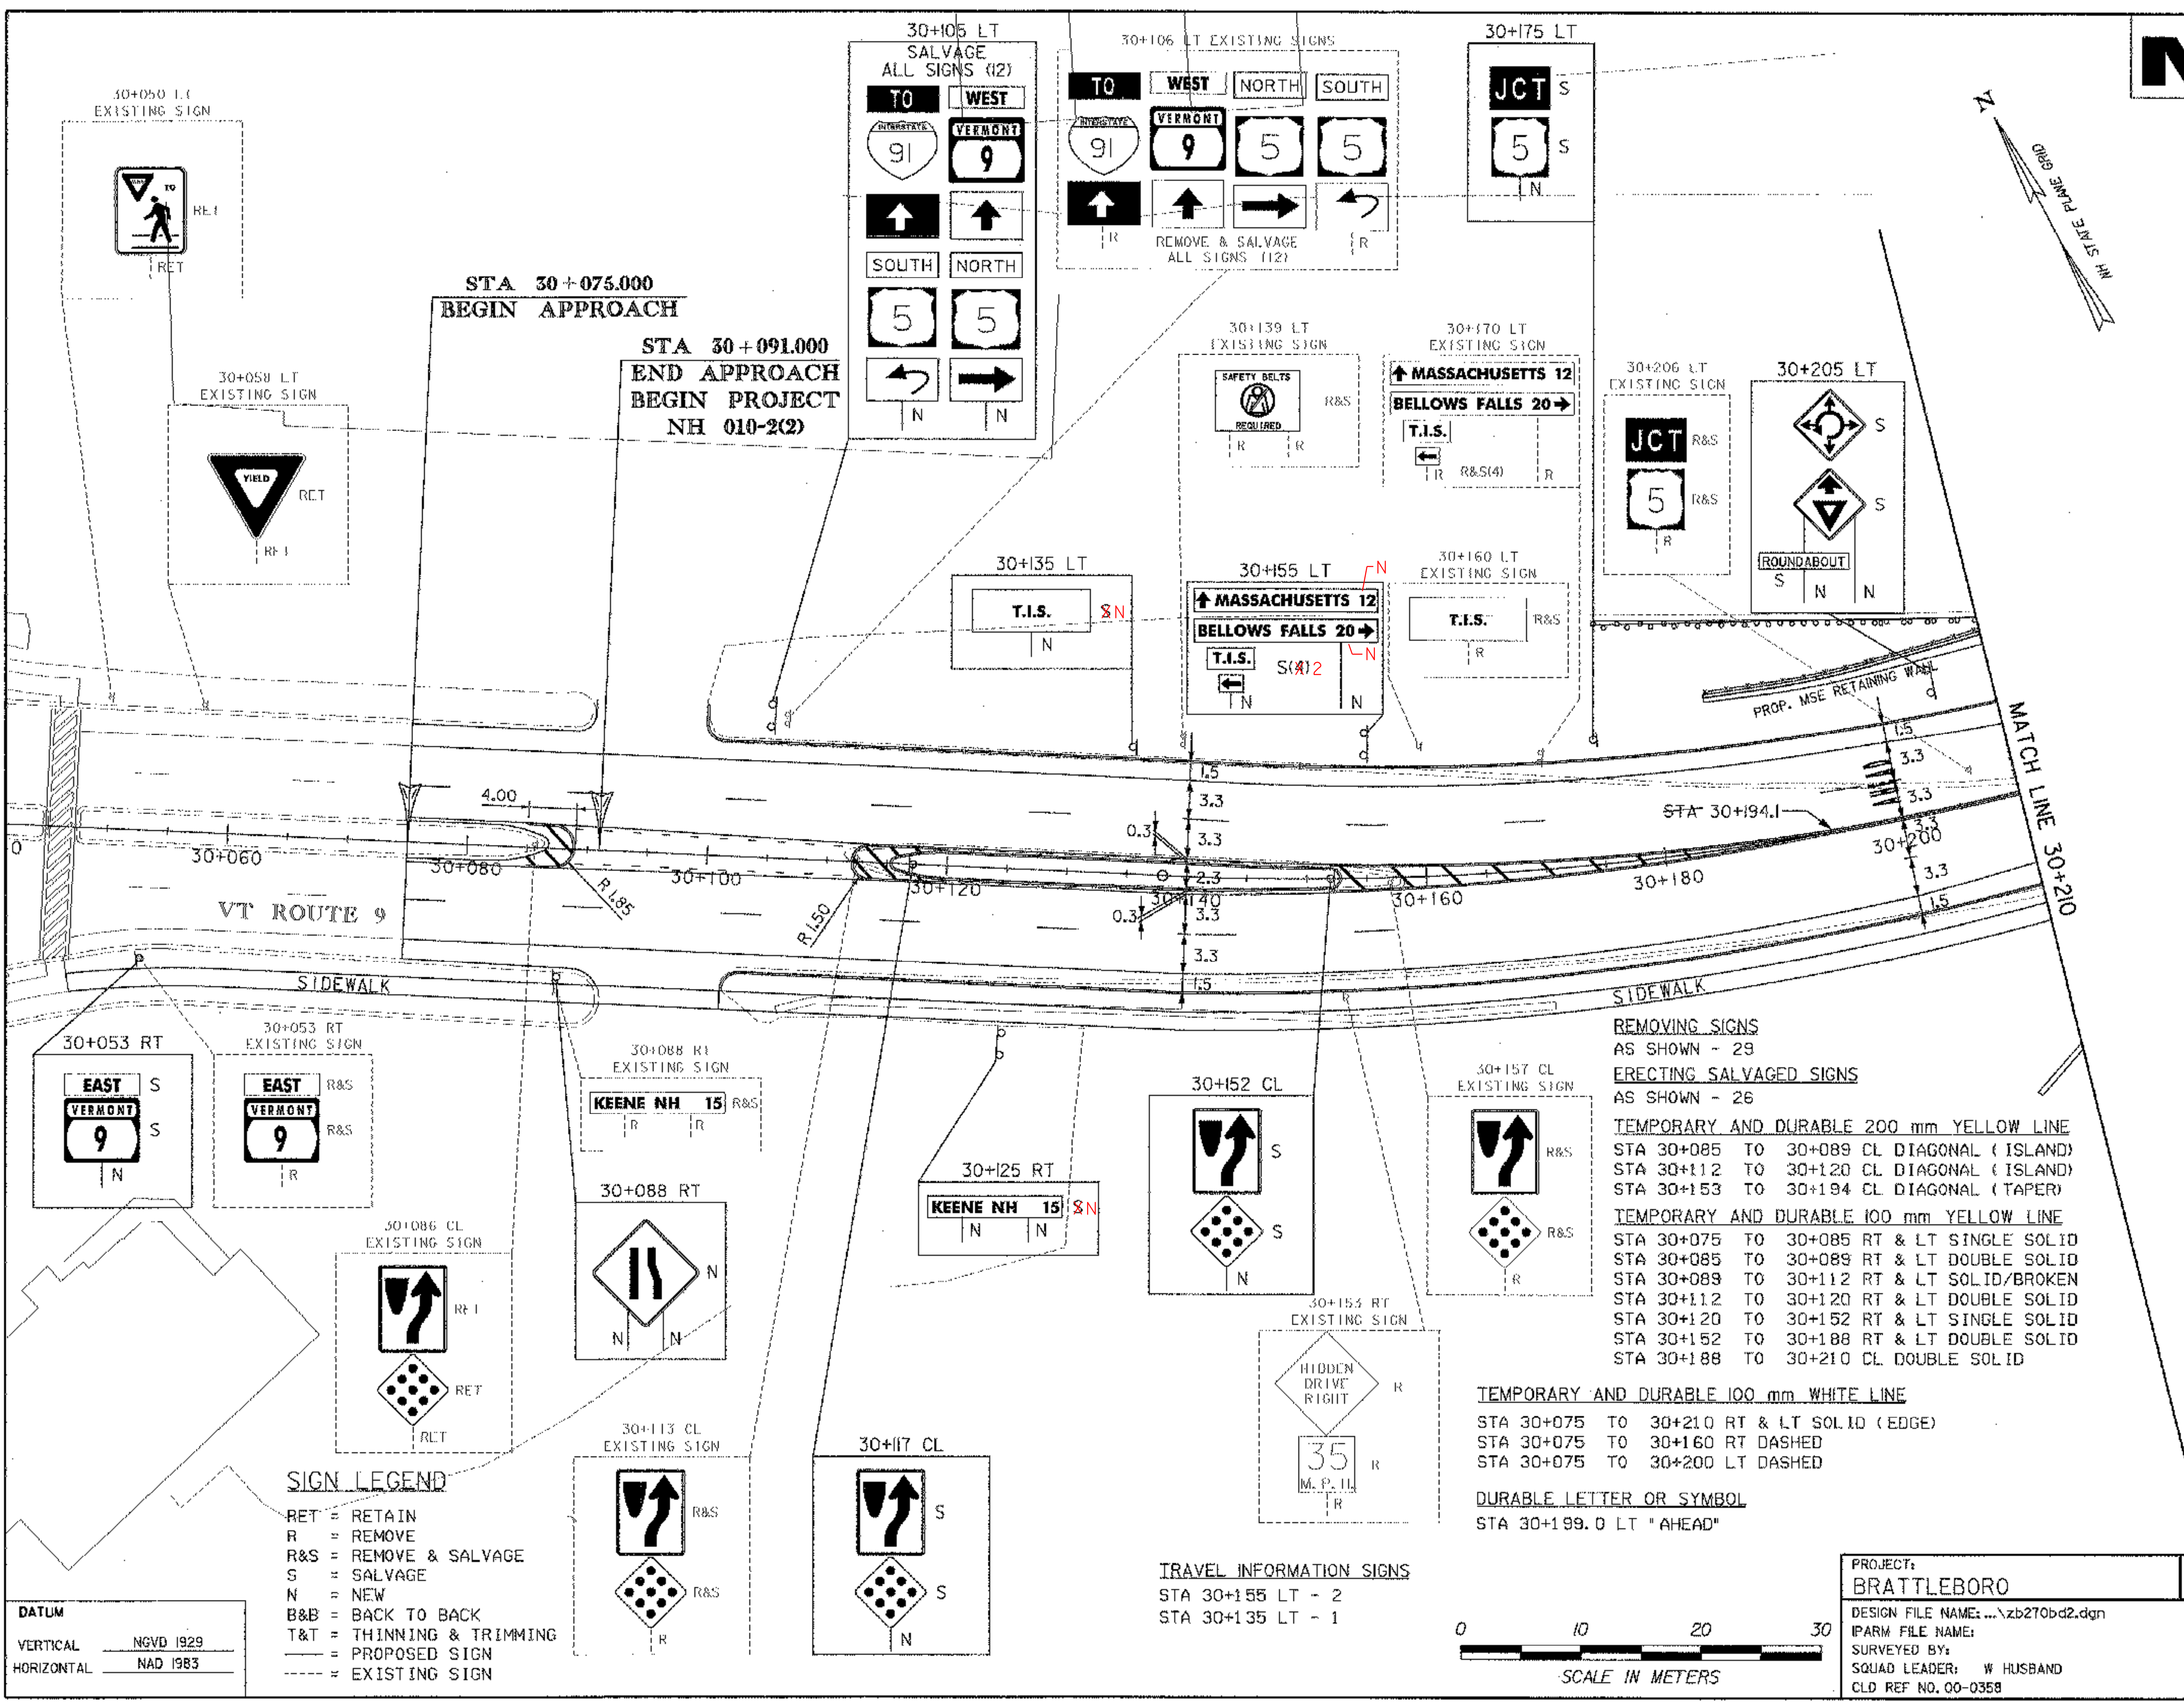 30+050 LT
EXISTING SIGN
TO
RET
RET
30+058 LT
EXISTING SIGN
YIELD
RET
RET
STA 30+075.000
BEGIN APPROACH
STA 30+091.000
END APPROACH
BEGIN PROJECT
NH 010-2(2)
30+105 LT
SALVAGE
ALL SIGNS (12)
TO WEST
INTERSTATE VERMONT
91 9
SOUTH NORTH
5 5
N N
30+106 LT EXISTING SIGNS
TO WEST NORTH SOUTH
INTERSTATE VERMONT
91 9 5 5
R R
REMOVE & SALVAGE
ALL SIGNS (12)
30+175 LT
JCT S
5 S
N
N
Z
NH STATE PLANE GRID
30+139 LT
EXISTING SIGN
SAFETY BELTS
REQUIRED
R&S
R R
30+170 LT
EXISTING SIGN
MASSACHUSETTS 12
BELLOWS FALLS 20
T.I.S.
R R&S(4) R
30+206 LT
EXISTING SIGN
JCT R&S
5 R&S
R
30+205 LT
S
S
ROUNDABOUT
S N N
30+135 LT
T.I.S. S N
N
30+155 LT N
MASSACHUSETTS 12
BELLOWS FALLS 20
N
T.I.S. S(4) 2
N N
30+160 LT
EXISTING SIGN
T.I.S. R&S
R
PROP. MSE RETAINING WALL
MATCH LINE 30+210
1.5
3.3
3.3
3.3
3.3
1.5
STA 30+194.1
1.5
3.3
3.3
0.3
2.3
0.3
3.3
3.3
1.5
4.00
R 1.85
R 1.50
0
30+060
30+080
30+100
30+120
30+140
30+160
30+180
30+200
VT ROUTE 9
SIDEWALK
SIDEWALK
30+053 RT
EAST S
VERMONT
9 S
N
30+053 RT
EXISTING SIGN
EAST R&S
VERMONT
9 R&S
R
30+088 RT
EXISTING SIGN
KEENE NH 15 R&S
R R
30+086 CL
EXISTING SIGN
RET
RET
RET
30+088 RT
N
N N
30+125 RT
KEENE NH 15 S N
N N
30+152 CL
S
S
N
30+157 CL
EXISTING SIGN
R&S
R&S
R
30+153 RT
EXISTING SIGN
HIDDEN
DRIVE
RIGHT
R
35
M.P.H.
R
R
30+113 CL
EXISTING SIGN
R&S
R&S
R
30+117 CL
S
S
N
REMOVING SIGNS
AS SHOWN - 29
ERECTING SALVAGED SIGNS
AS SHOWN - 26
TEMPORARY AND DURABLE 200 mm YELLOW LINE
STA 30+085 TO 30+089 CL DIAGONAL (ISLAND)
STA 30+112 TO 30+120 CL DIAGONAL (ISLAND)
STA 30+153 TO 30+194 CL DIAGONAL (TAPER)
TEMPORARY AND DURABLE 100 mm YELLOW LINE
STA 30+075 TO 30+085 RT & LT SINGLE SOLID
STA 30+085 TO 30+089 RT & LT DOUBLE SOLID
STA 30+089 TO 30+112 RT & LT SOLID/BROKEN
STA 30+112 TO 30+120 RT & LT DOUBLE SOLID
STA 30+120 TO 30+152 RT & LT SINGLE SOLID
STA 30+152 TO 30+188 RT & LT DOUBLE SOLID
STA 30+188 TO 30+210 CL DOUBLE SOLID
TEMPORARY AND DURABLE 100 mm WHITE LINE
STA 30+075 TO 30+210 RT & LT SOLID (EDGE)
STA 30+075 TO 30+160 RT DASHED
STA 30+075 TO 30+200 LT DASHED
DURABLE LETTER OR SYMBOL
STA 30+199.0 LT "AHEAD"
SIGN LEGEND
RET = RETAIN
R = REMOVE
R&S = REMOVE & SALVAGE
S = SALVAGE
N = NEW
B&B = BACK TO BACK
T&T = THINNING & TRIMMING
= PROPOSED SIGN
= EXISTING SIGN
DATUM
VERTICAL NGVD 1929
HORIZONTAL NAD 1983
TRAVEL INFORMATION SIGNS
STA 30+155 LT - 2
STA 30+135 LT - 1
0 10 20 30
SCALE IN METERS
PROJECT:
BRATTLEBORO
DESIGN FILE NAME: ...\zb270bd2.dgn
IPARM FILE NAME:
SURVEYED BY:
SQUAD LEADER: W HUSBAND
CLD REF NO. 00-0358